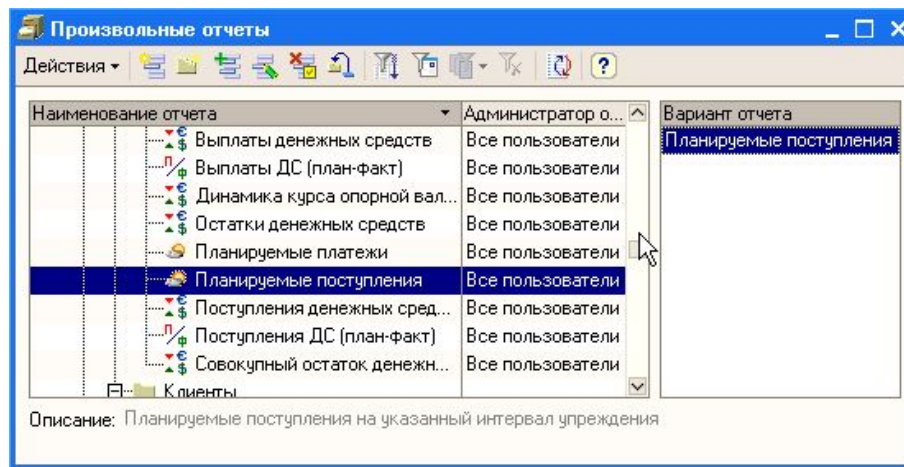 Произвольные отчеты
Действия
Наименование отчета Администратор о... Вариант отчета
Выплаты денежных средств Все пользователи Планируемые поступления
Выплаты ДС (план-факт) Все пользователи
Динамика курса опорной вал... Все пользователи
Остатки денежных средств Все пользователи
Планируемые платежи Все пользователи
Планируемые поступления Все пользователи
Поступления денежных сред... Все пользователи
Поступления ДС (план-факт) Все пользователи
Совокупный остаток денежн... Все пользователи
Клиенты
Описание: Планируемые поступления на указанный интервал упреждения